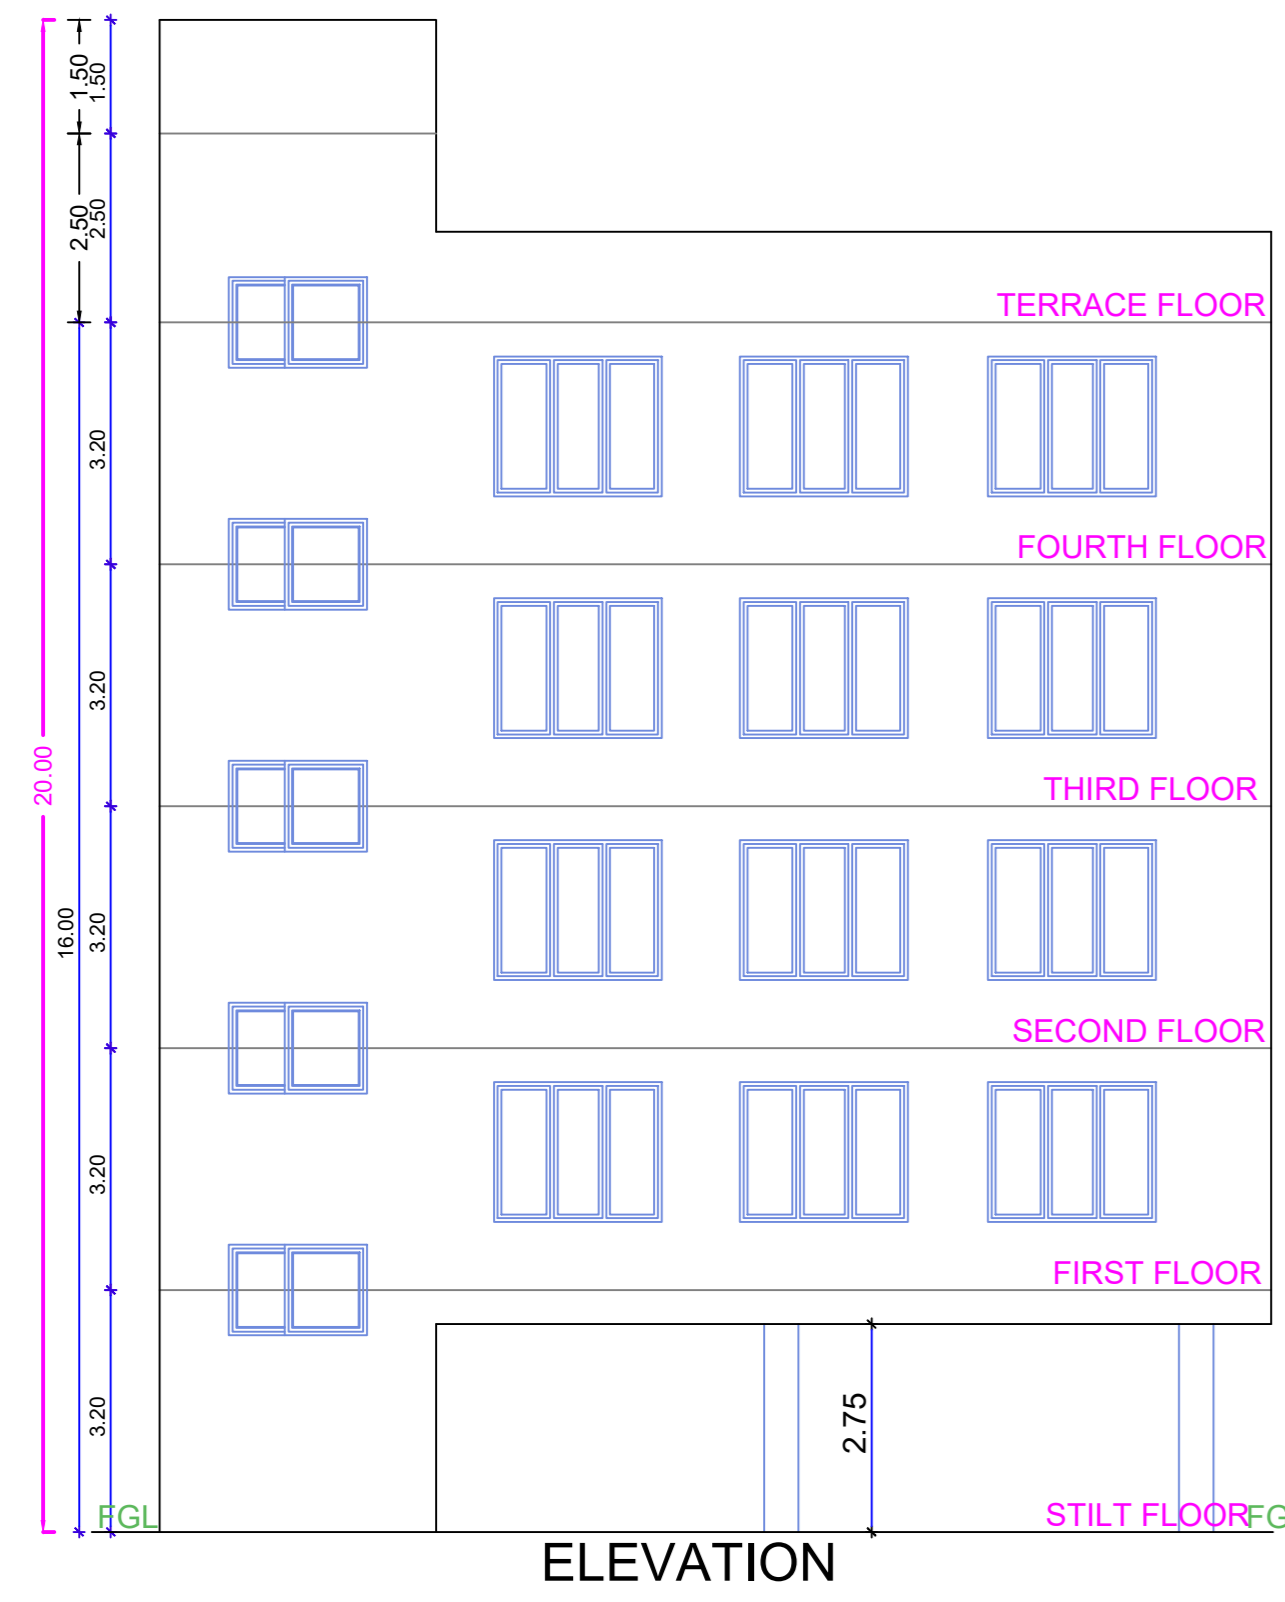 1.50
1.50
2.50
2.50
TERRACE FLOOR
3.20
FOURTH FLOOR
3.20
20.00
THIRD FLOOR
16.00
3.20
SECOND FLOOR
3.20
FIRST FLOOR
3.20
2.75
FGL
STILT FLOOR
FG
ELEVATION